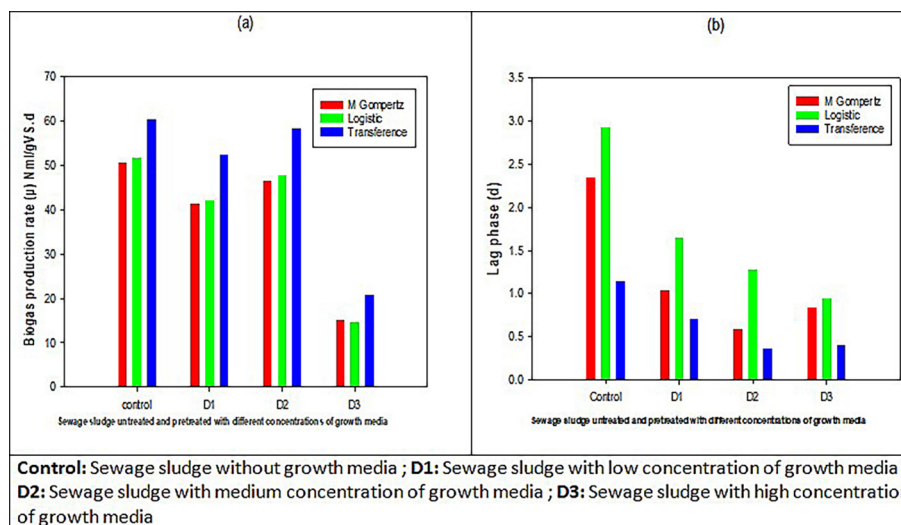 (a)
70
60
50
40
30
20
10
0
Biogas production rate (µ) Nml/gVS.d
M Gompertz
Logistic
Transference
control D1 D2 D3
Sewage sludge untreated and pretreated with different concentrations of growth media
(b)
3.5
3.0
2.5
2.0
1.5
1.0
0.5
0.0
Lag phase (d)
M Gompertz
Logistic
Transference
Control D1 D2 D3
Sewage sludge untreated and pretreated with different concentrations of growth media
Control: Sewage sludge without growth media ; D1: Sewage sludge with low concentration of growth media
D2: Sewage sludge with medium concentration of growth media ; D3: Sewage sludge with high concentratio
of growth media